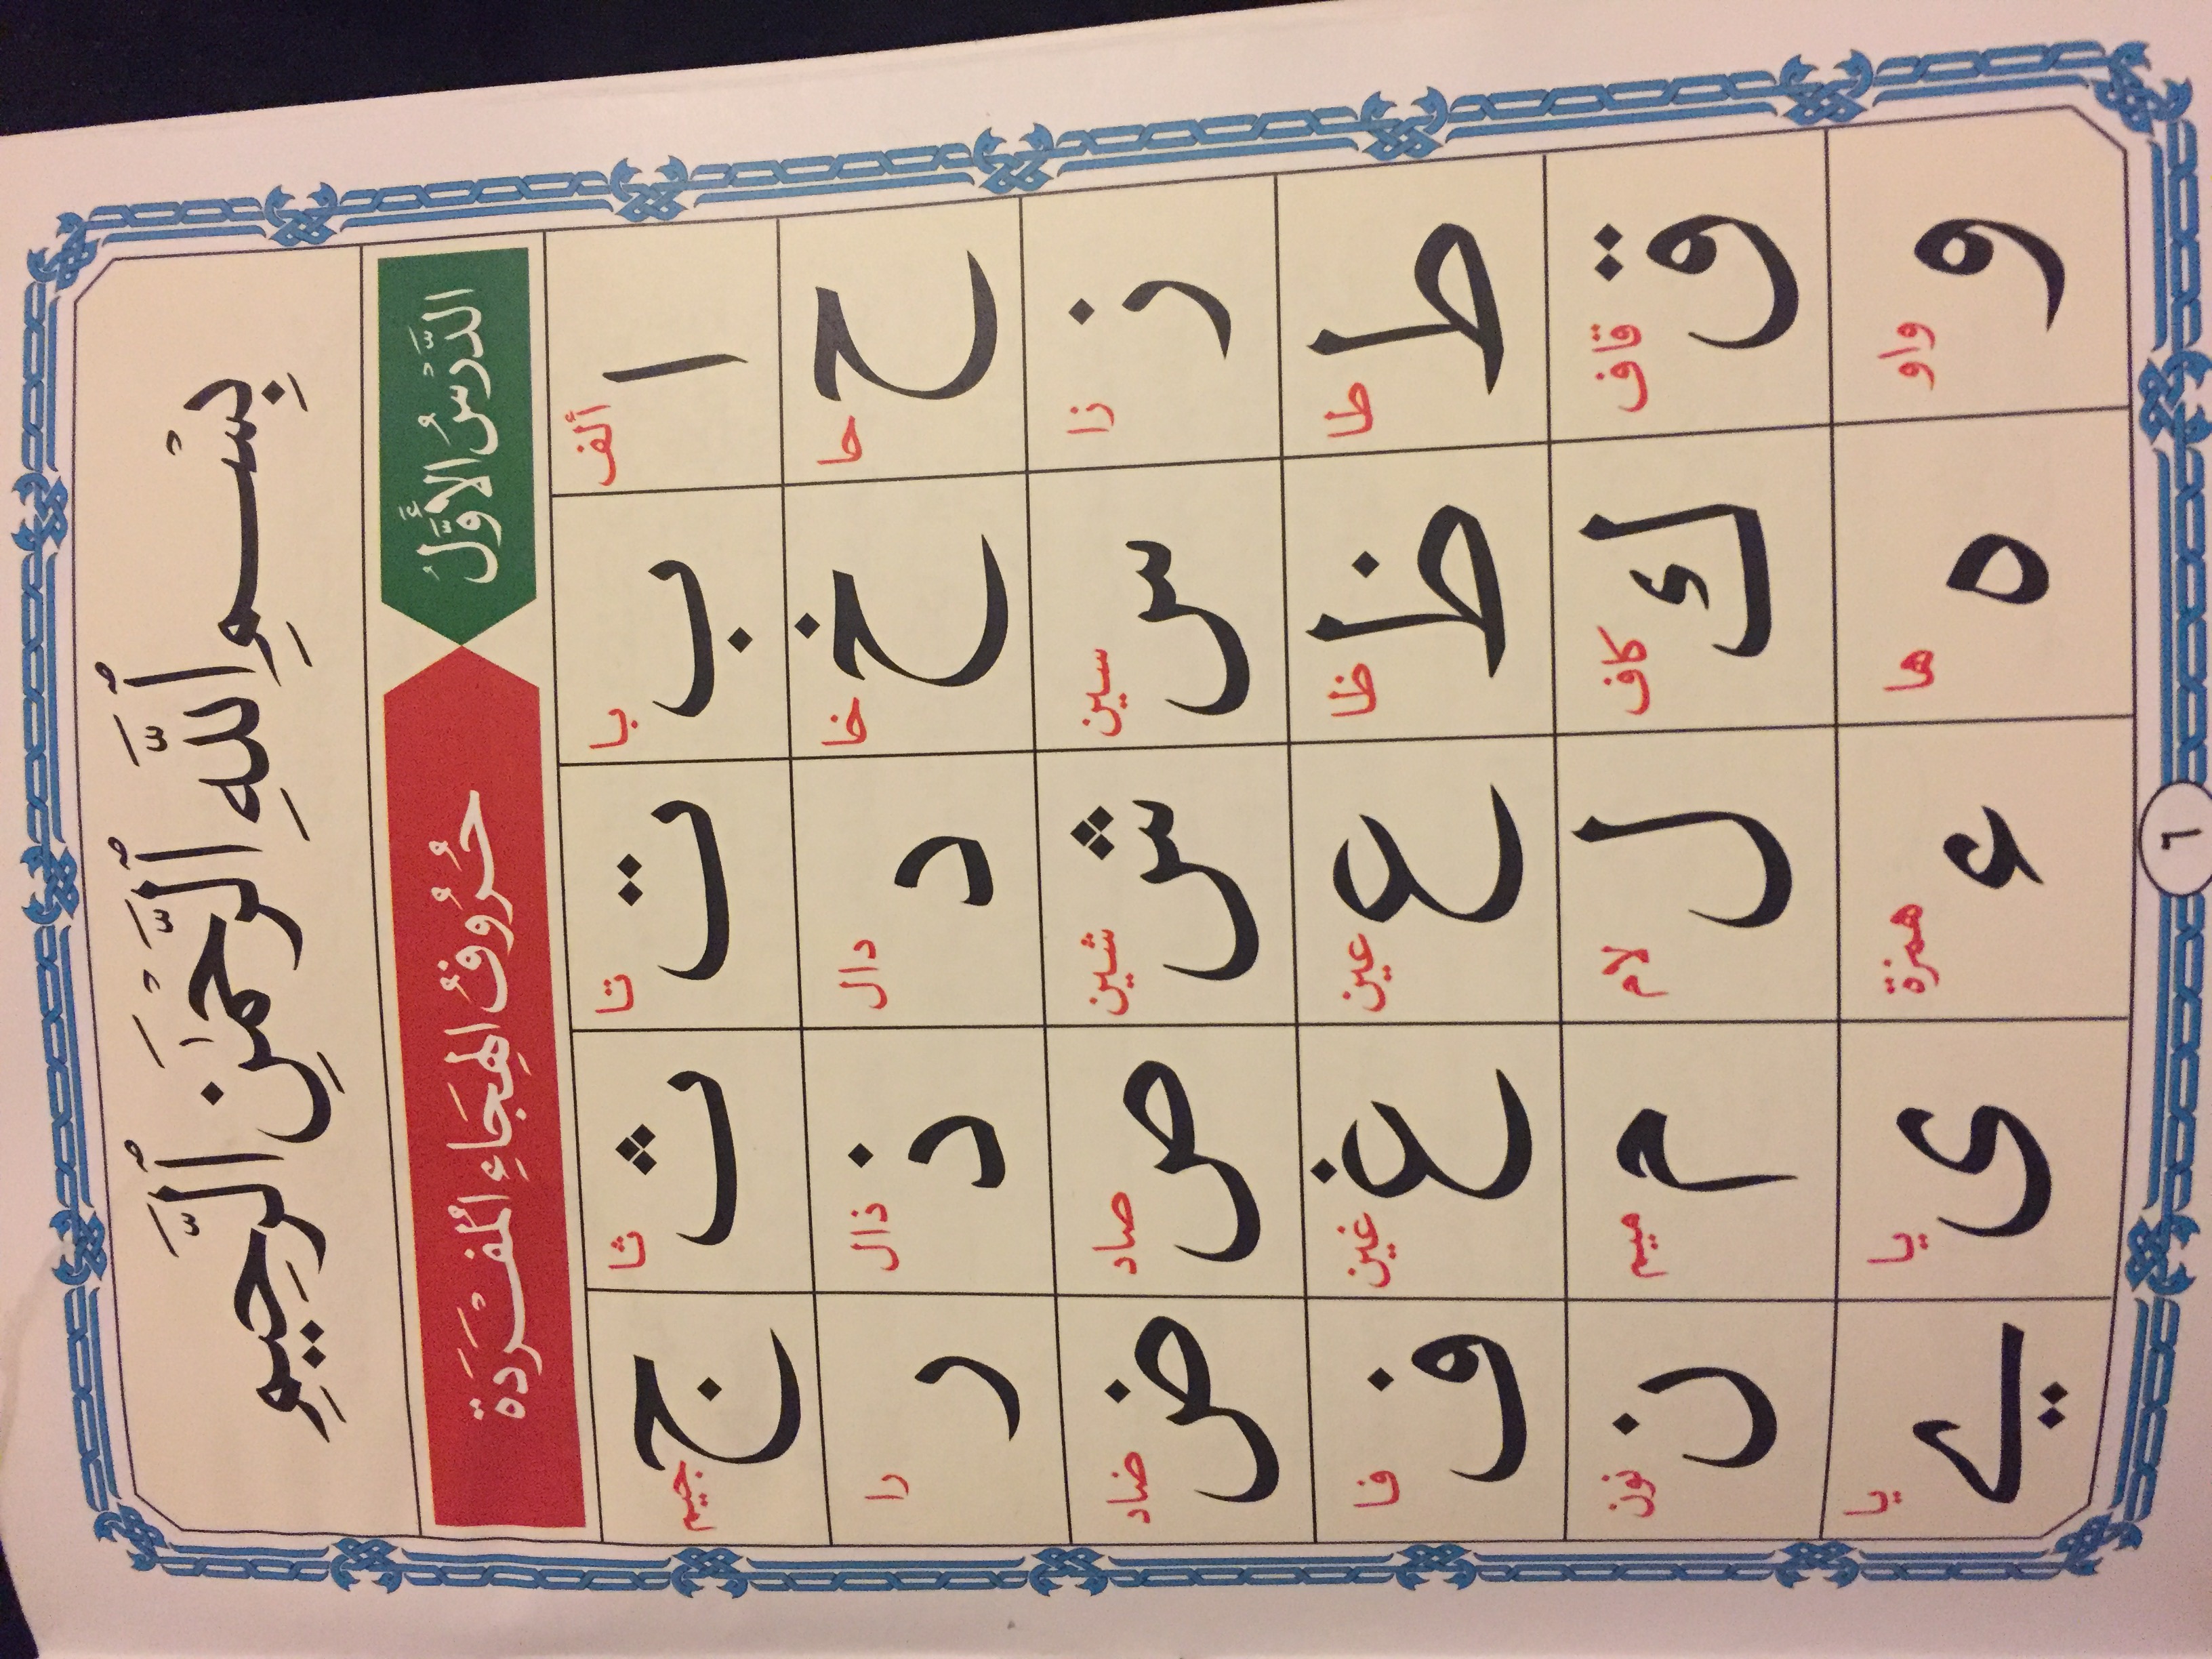 بِسْمِ ٱللَّهِ ٱلرَّحْمَٰنِ ٱلرَّحِيمِ
الدَّرْسُ الأَوَّلُ حُرُوفُ الهِجَاءِ المُفْرَدَة
ا ألف ب با ت تا ث ثا ج جيم
ح حا خ خا د دال ذ ذال ر را
ز زا س سين ش شين ص صاد ض ضاد
ط طا ظ ظا ع عين غ غين ف فا
ق قاف ك كاف ل لام م ميم ن نون
و واو ه ها ء همزة ى يا ے يا
٦